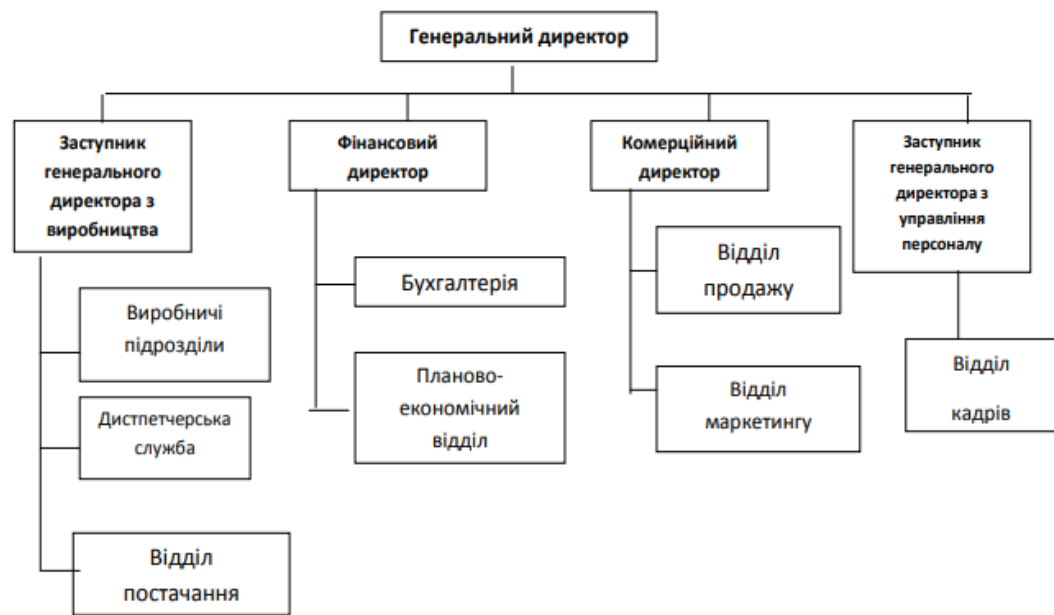 Генеральний директор
Заступник
генерального
директора з
виробництва
Фінансовий
директор
Комерційний
директор
Заступник
генерального
директора з
управління
персоналу
Виробничі
підрозділи
Дистпетчерська
служба
Відділ
постачання
Бухгалтерія
Планово-
економічний
відділ
Відділ
продажу
Відділ
маркетингу
Відділ
кадрів